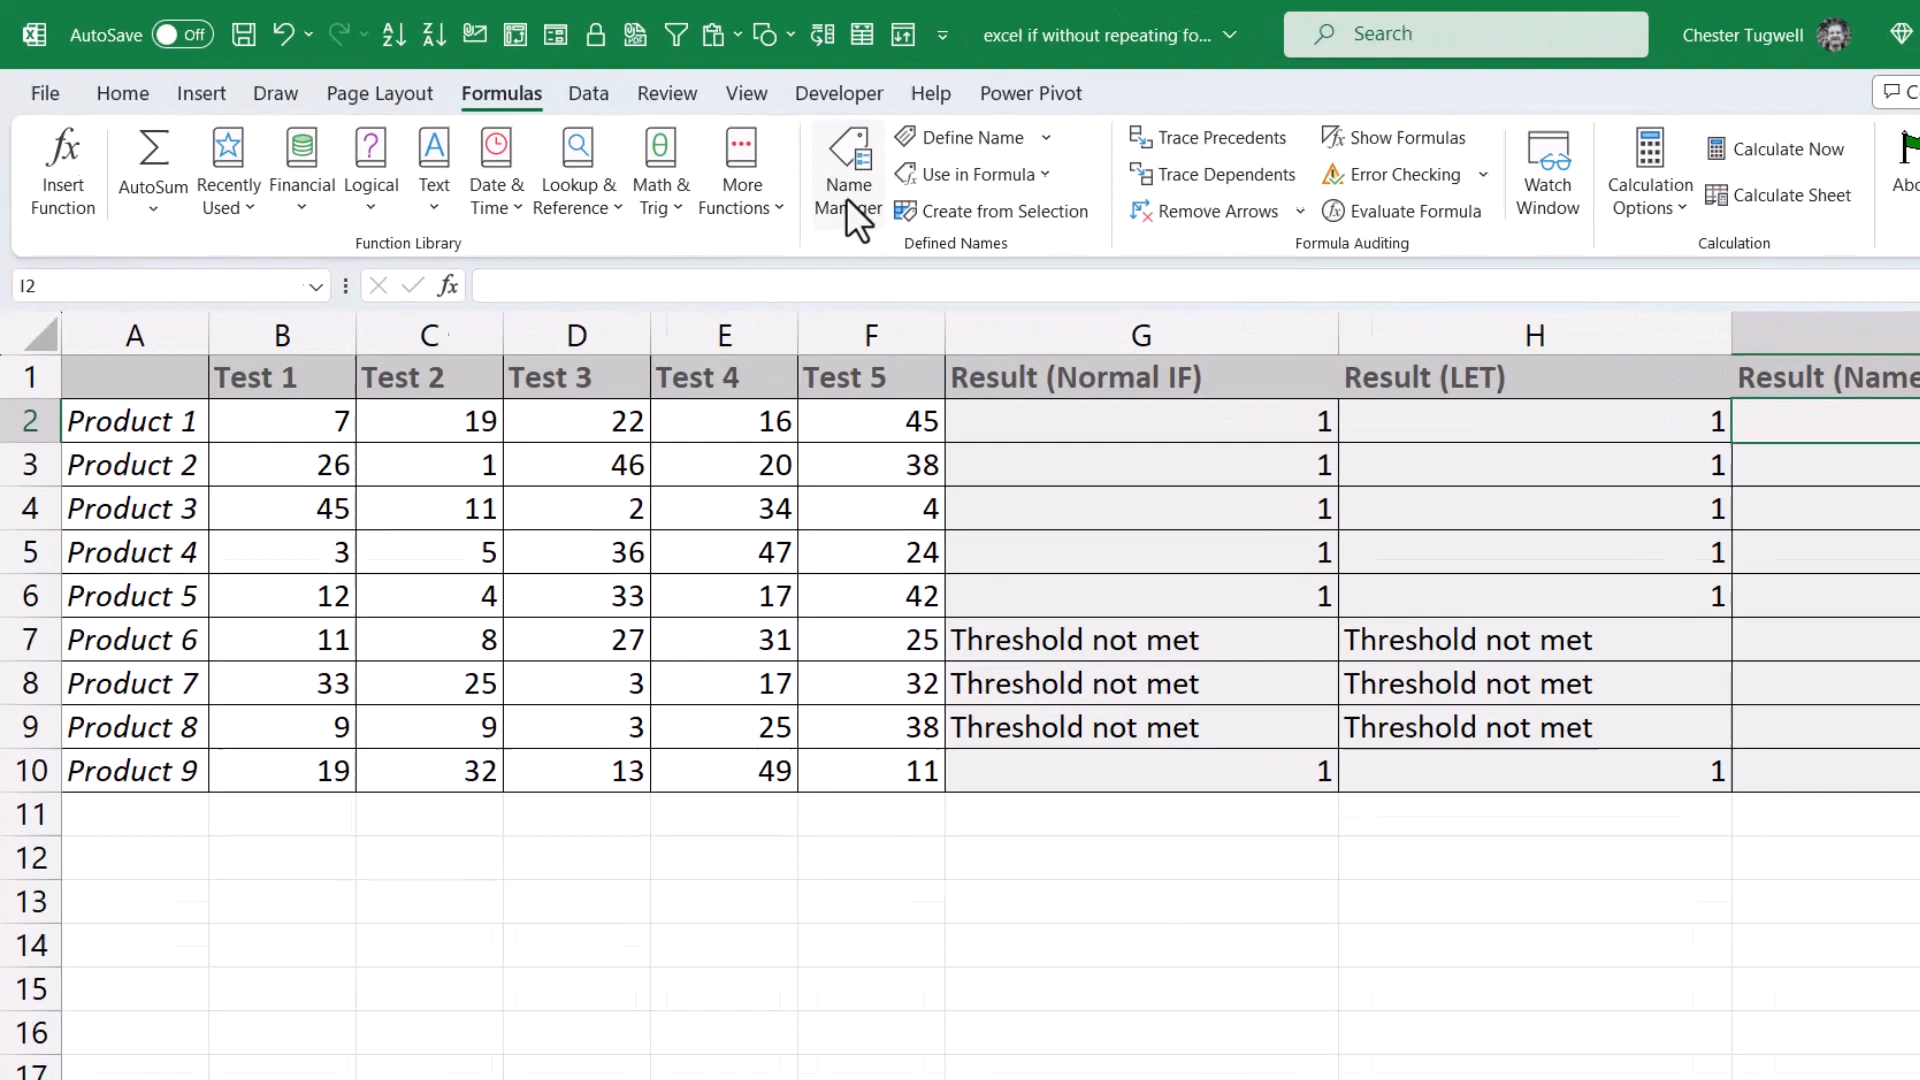 AutoSave Off excel if without repeating fo... Search Chester Tugwell
File Home Insert Draw Page Layout Formulas Data Review View Developer Help Power Pivot
Insert Function
AutoSum
Recently Used
Financial
Logical
Text
Date & Time
Lookup & Reference
Math & Trig
More Functions
Function Library
Name Manager
Define Name
Use in Formula
Create from Selection
Defined Names
Trace Precedents
Trace Dependents
Remove Arrows
Show Formulas
Error Checking
Evaluate Formula
Formula Auditing
Watch Window
Calculation Options
Calculate Now
Calculate Sheet
Calculation
I2 fx
A B C D E F G H
1 Test 1 Test 2 Test 3 Test 4 Test 5 Result (Normal IF) Result (LET) Result (Name
2 Product 1 7 19 22 16 45 1 1
3 Product 2 26 1 46 20 38 1 1
4 Product 3 45 11 2 34 4 1 1
5 Product 4 3 5 36 47 24 1 1
6 Product 5 12 4 33 17 42 1 1
7 Product 6 11 8 27 31 25 Threshold not met Threshold not met
8 Product 7 33 25 3 17 32 Threshold not met Threshold not met
9 Product 8 9 9 3 25 38 Threshold not met Threshold not met
10 Product 9 19 32 13 49 11 1 1
11
12
13
14
15
16
17